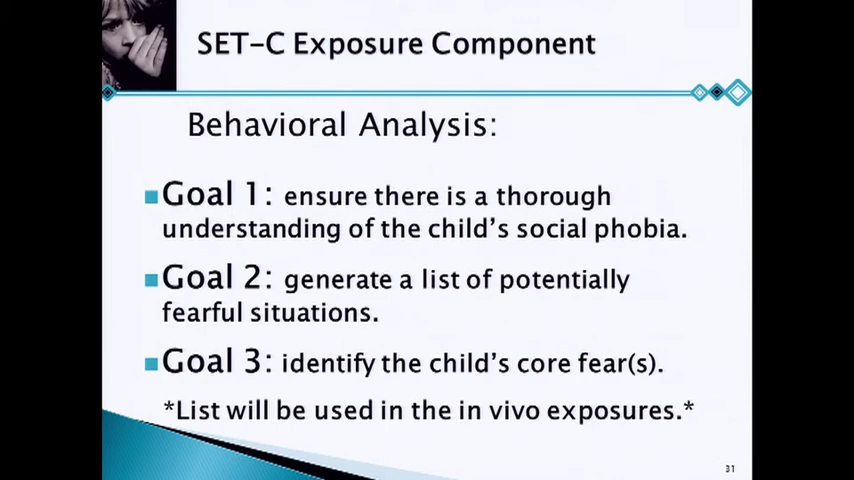 SET-C Exposure Component
Behavioral Analysis:
Goal 1: ensure there is a thorough
understanding of the child's social phobia.
Goal 2: generate a list of potentially
fearful situations.
Goal 3: identify the child's core fear(s).
*List will be used in the in vivo exposures.*
31